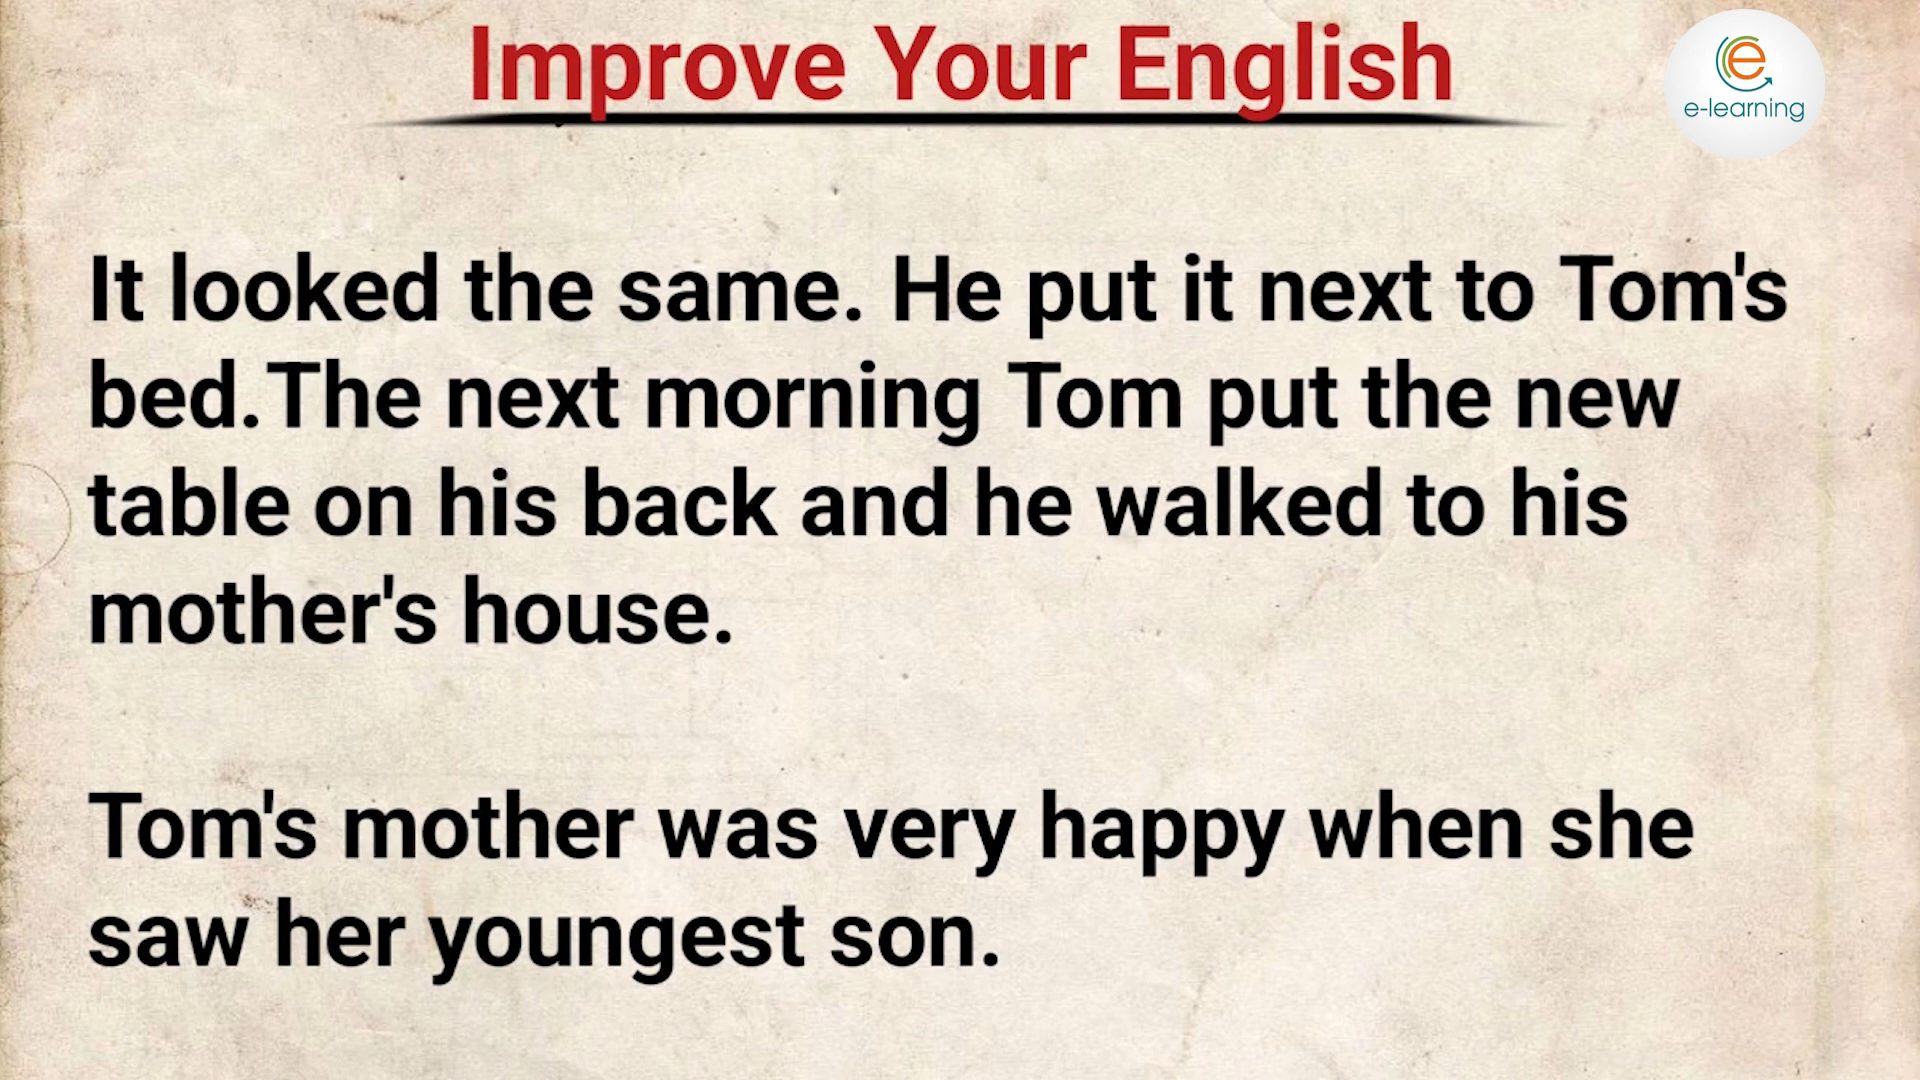 Improve Your English
e
e-learning
It looked the same. He put it next to Tom's
bed.The next morning Tom put the new
table on his back and he walked to his
mother's house.
Tom's mother was very happy when she
saw her youngest son.